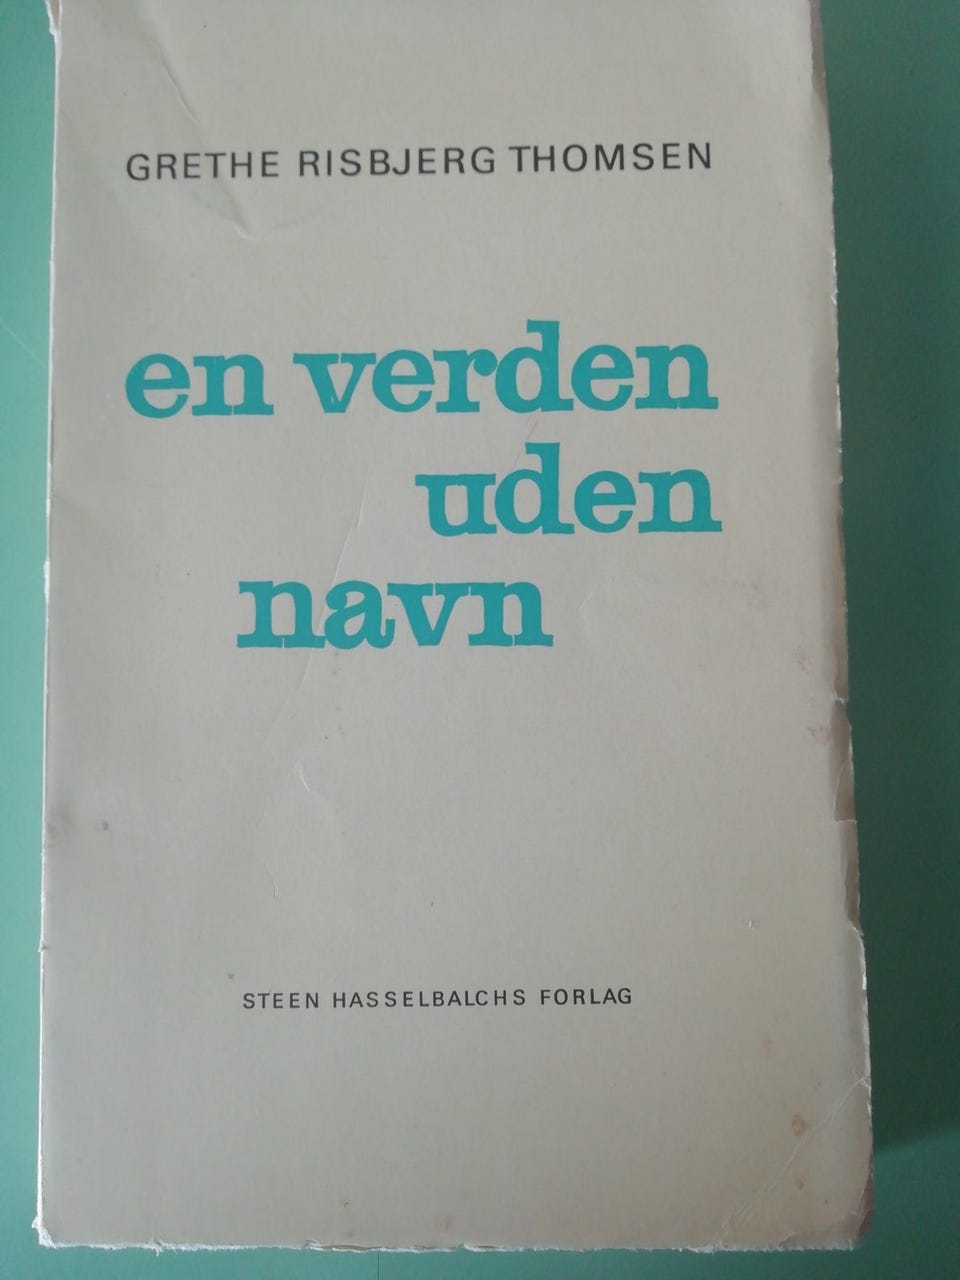 GRETHE RISBJERG THOMSEN
en verden
uden
navn
STEEN HASSELBALCHS FORLAG